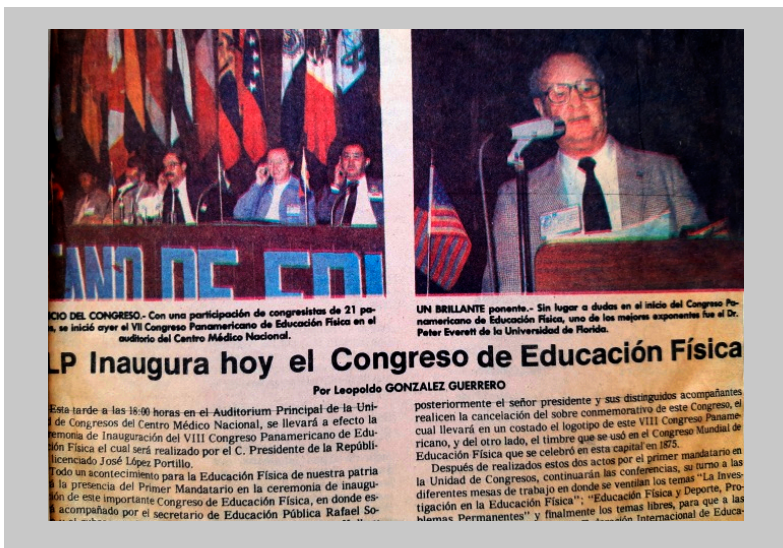 ANO DE EDU
ICIO DEL CONGRESO.- Con una participación de congresistas de 21 pa-
s, se inició ayer el VII Congreso Panamericano de Educación Física en el
auditorio del Centro Médico Nacional.
UN BRILLANTE ponente.- Sin lugar a dudas en el inicio del Congreso Pa-
namericano de Educación Física, uno de los mejores exponentes fue el Dr.
Peter Everett de la Universidad de Florida.
LP Inaugura hoy el Congreso de Educación Física
Por Leopoldo GONZALEZ GUERRERO
Esta tarde a las 18:00 horas en el Auditorium Principal de la Uni-
d de Congresos del Centro Médico Nacional, se llevará a efecto la
emonia de Inauguración del VIII Congreso Panamericano de Edu-
ión Física el cual será realizado por el C. Presidente de la Repúbli-
licenciado José López Portillo.
Todo un acontecimiento para la Educación Física de nuestra patria
á la presencia del Primer Mandatario en la ceremonia de inaugu-
ión de este importante Congreso de Educación Física, en donde es-
á acompañado por el secretario de Educación Pública Rafael So-
posteriormente el señor presidente y sus distinguidos acompañantes
realicen la cancelación del sobre conmemorativo de este Congreso, el
cual llevará en un costado el logotipo de este VIII Congreso Paname-
ricano, y del otro lado, el timbre que se usó en el Congreso Mundial de
Educación Física que se celebró en esta capital en 1875.
Después de realizados estos dos actos por el primer mandatario en
la Unidad de Congresos, continuarán las conferencias, su turno a las
diferentes mesas de trabajo en donde se ventilan los temas "La Inves-
tigación en la Educación Física"; "Educación Física y Deporte, Pro-
blemas Permanentes" y finalmente los temas libres, para que a las
Internacional de Educa-